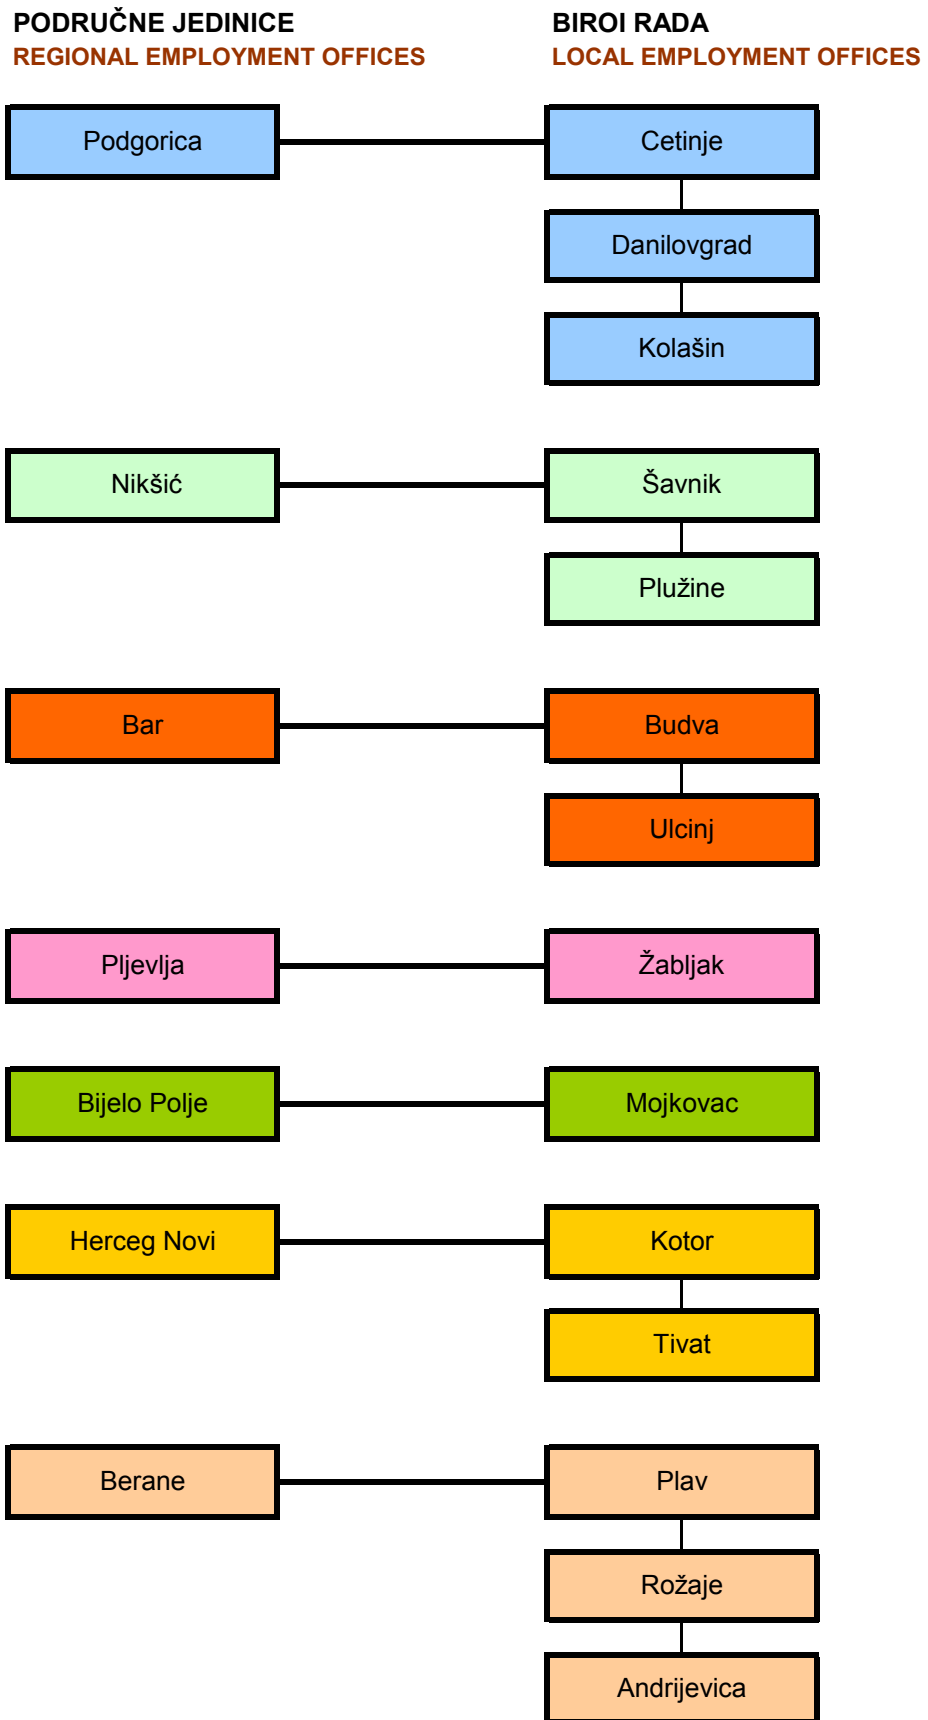 PODRUČNE JEDINICE
REGIONAL EMPLOYMENT OFFICES
BIROI RADA
LOCAL EMPLOYMENT OFFICES
Podgorica
Cetinje
Danilovgrad
Kolašin
Nikšić
Šavnik
Plužine
Bar
Budva
Ulcinj
Pljevlja
Žabljak
Bijelo Polje
Mojkovac
Herceg Novi
Kotor
Tivat
Berane
Plav
Rožaje
Andrijevica